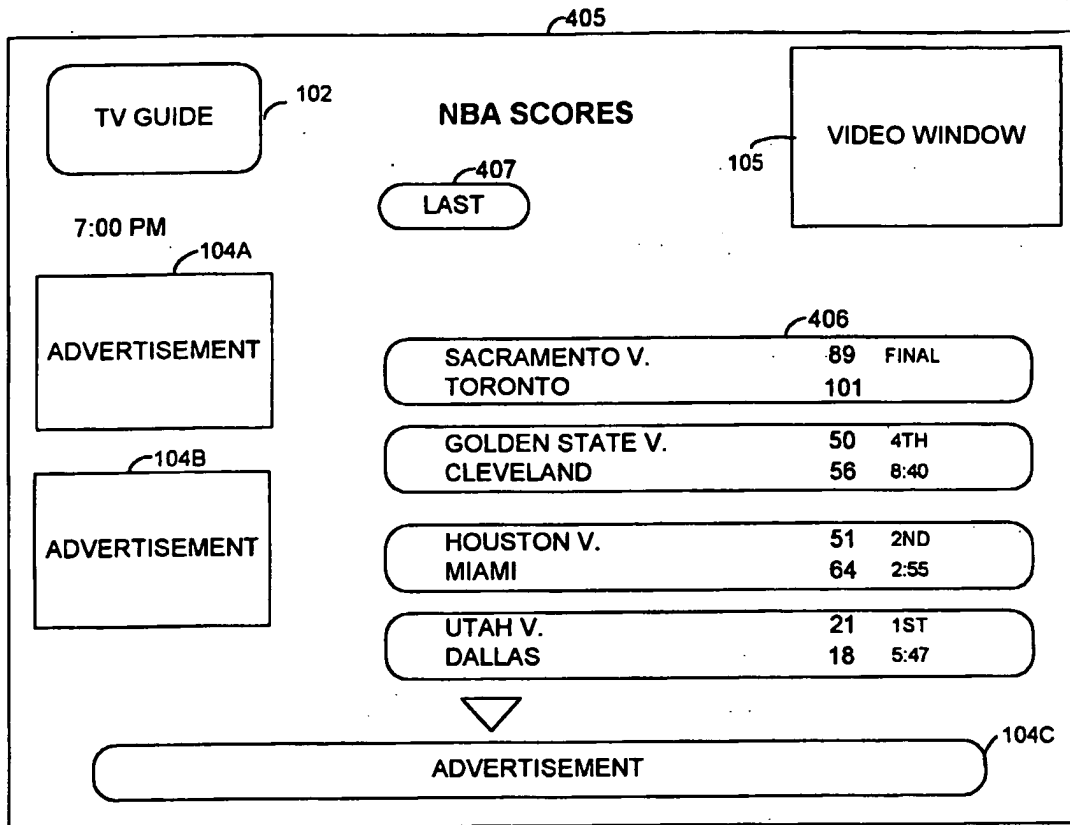 405
TV GUIDE
102
NBA SCORES
VIDEO WINDOW
105
407
LAST
7:00 PM
104A
ADVERTISEMENT
406
SACRAMENTO V. 89 FINAL
TORONTO 101
GOLDEN STATE V. 50 4TH
CLEVELAND 56 8:40
104B
ADVERTISEMENT
HOUSTON V. 51 2ND
MIAMI 64 2:55
UTAH V. 21 1ST
DALLAS 18 5:47
104C
ADVERTISEMENT